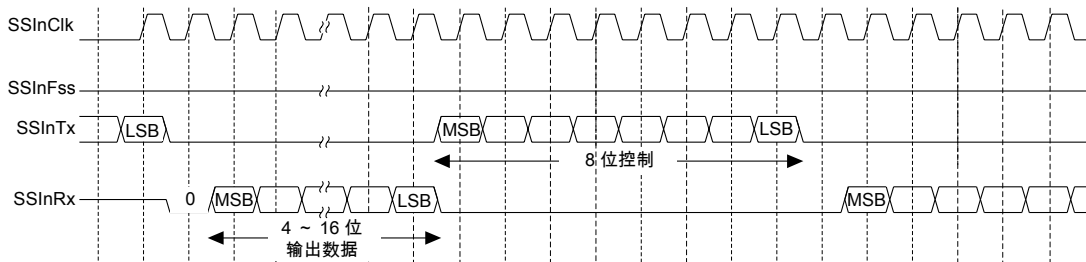 SSInClk
SSInFss
SSInTx
LSB
MSB
LSB
8 位控制
SSInRx
0
MSB
LSB
MSB
4 ~ 16 位
输出数据